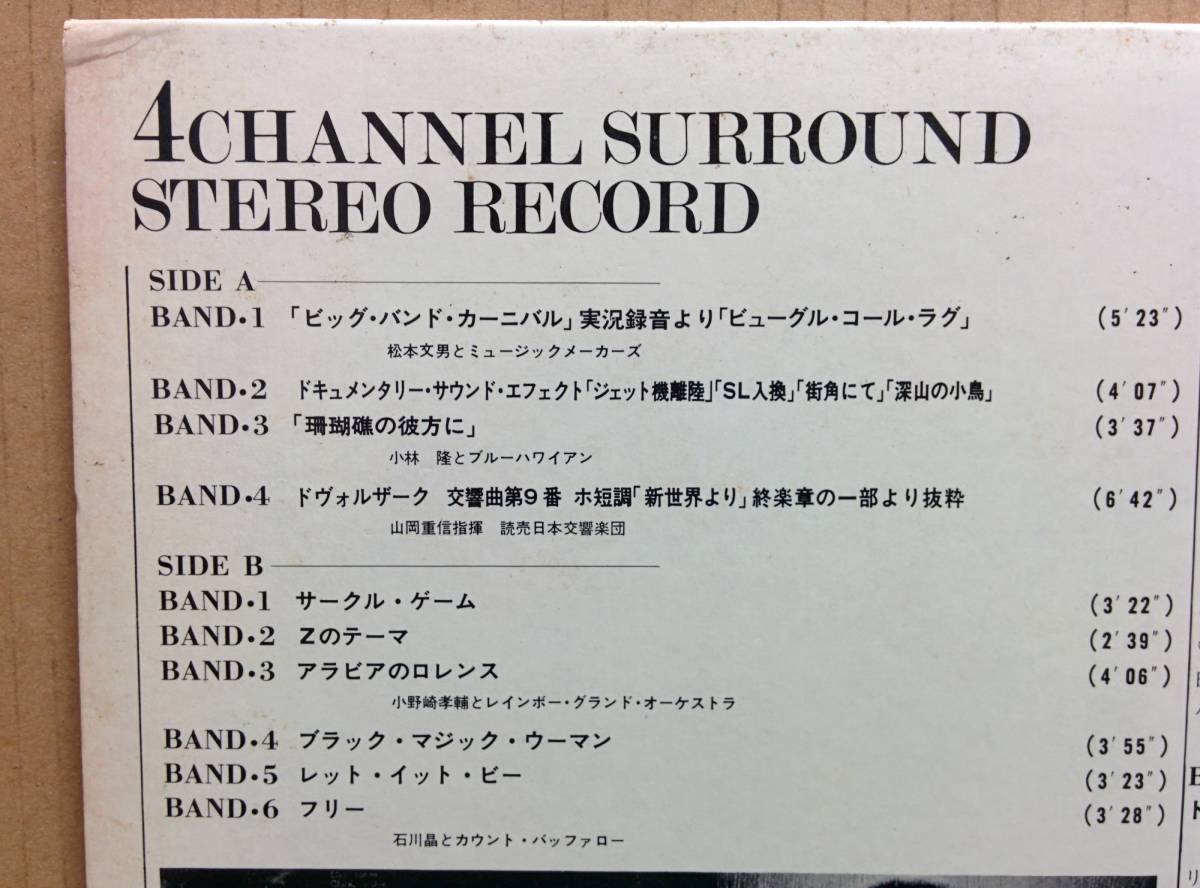 4CHANNEL SURROUND
STEREO RECORD
SIDE A
BAND•1 「ビッグ・バンド・カーニバル」実況録音より「ビューグル・コール・ラグ」 (5′23″)
松本文男とミュージックメーカーズ
BAND•2 ドキュメンタリー・サウンド・エフェクト「ジェット機離陸」「SL入換」「街角にて」「深山の小鳥」 (4′07″)
BAND•3 「珊瑚礁の彼方に」 (3′37″)
小林 隆とブルーハワイアン
BAND•4 ドヴォルザーク 交響曲第9番 ホ短調「新世界より」終楽章の一部より抜粋 (6′42″)
山岡重信指揮 読売日本交響楽団
SIDE B
BAND•1 サークル・ゲーム (3′22″)
BAND•2 Zのテーマ (2′39″)
BAND•3 アラビアのロレンス (4′06″)
小野崎孝輔とレインボー・グランド・オーケストラ
BAND•4 ブラック・マジック・ウーマン (3′55″)
BAND•5 レット・イット・ビー (3′23″)
BAND•6 フリー (3′28″)
石川晶とカウント・バッファロー